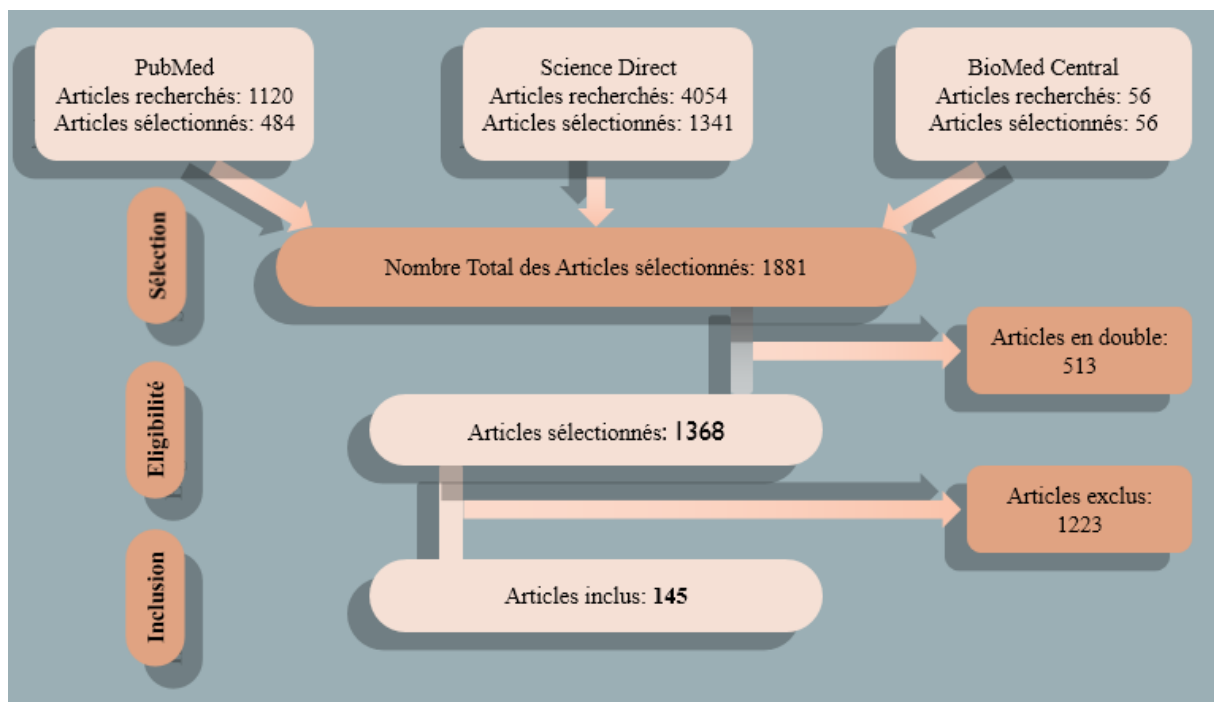 PubMed
Articles recherchés: 1120
Articles sélectionnés: 484
Science Direct
Articles recherchés: 4054
Articles sélectionnés: 1341
BioMed Central
Articles recherchés: 56
Articles sélectionnés: 56
Sélection
Nombre Total des Articles sélectionnés: 1881
Articles en double:
513
Eligibilité
Articles sélectionnés: 1368
Articles exclus:
1223
Inclusion
Articles inclus: 145